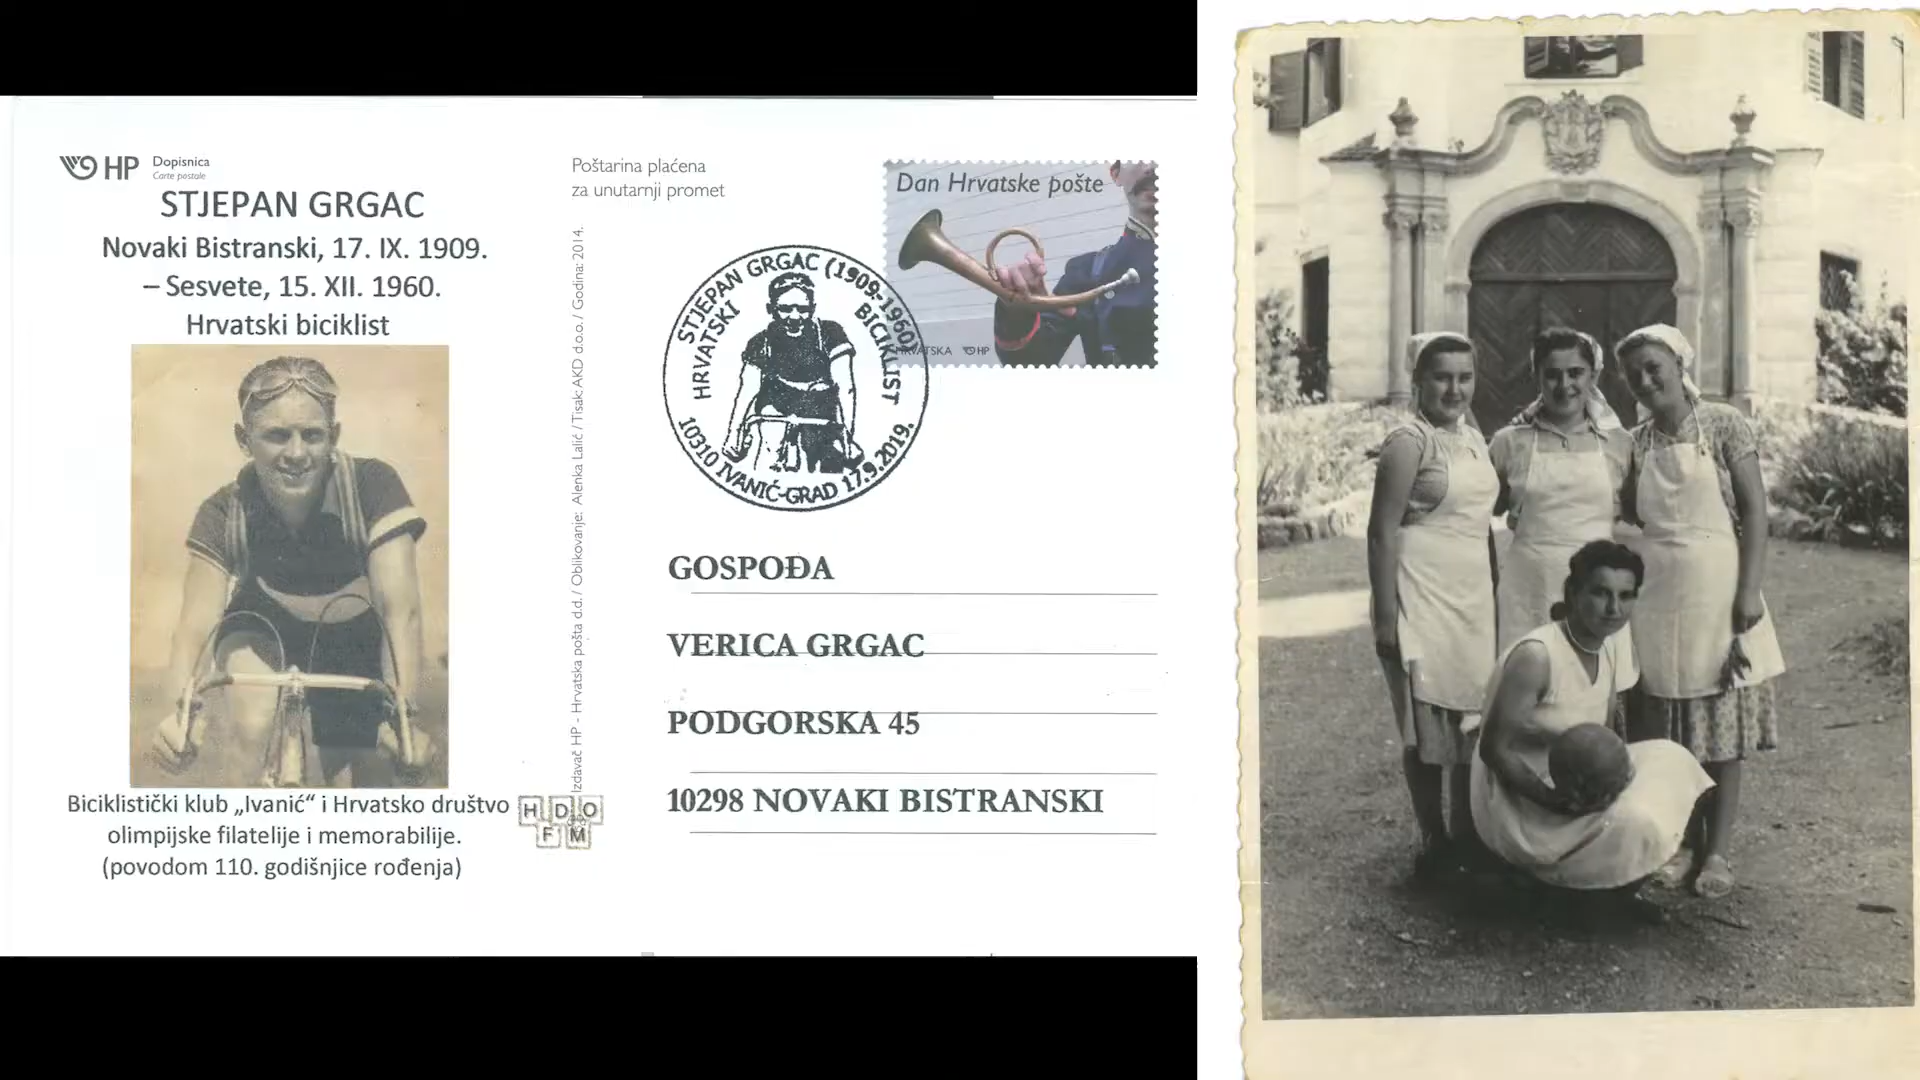 HP
Dopisnica
Carte postale
STJEPAN GRGAC
Novaki Bistranski, 17. IX. 1909.
– Sesvete, 15. XII. 1960.
Hrvatski biciklist
Biciklistički klub „Ivanić“ i Hrvatsko društvo
olimpijske filatelije i memorabilije.
(povodom 110. godišnjice rođenja)
H D O
F M
Izdavač HP - Hrvatska pošta d.d. / Oblikovanje: Alenka Lalić / Tisak: AKD d.o.o. / Godina: 2014.
Poštarina plaćena
za unutarnji promet
Dan Hrvatske pošte
HRVATSKA HP
STJEPAN GRGAC (1909.-1960)
HRVATSKI BICIKLIST
10310 IVANIĆ-GRAD 17.9.2019.
GOSPOĐA
VERICA GRGAC
PODGORSKA 45
10298 NOVAKI BISTRANSKI